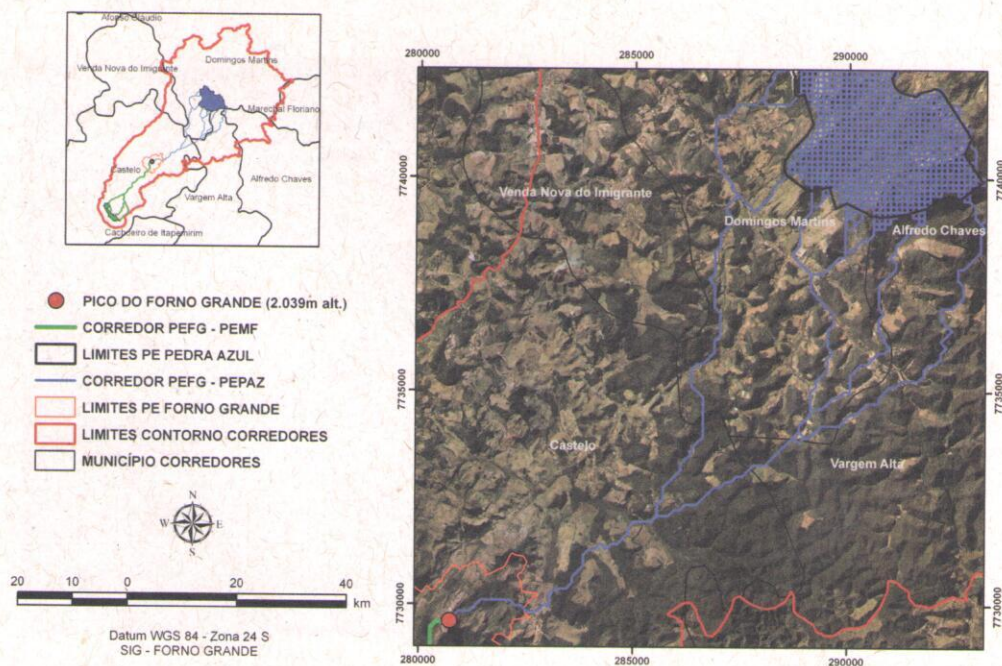 Afonso Cláudio
Venda Nova do Imigrante
Domingos Martins
Marechal Floriano
Castelo
Alfredo Chaves
Vargem Alta
Cachoeiro de Itapemirim
PICO DO FORNO GRANDE (2.039m alt.)
CORREDOR PEFG - PEMF
LIMITES PE PEDRA AZUL
CORREDOR PEFG - PEPAZ
LIMITES PE FORNO GRANDE
LIMITES CONTORNO CORREDORES
MUNICÍPIO CORREDORES
N
W E
S
20 10 0 20 40
km
Datum WGS 84 - Zona 24 S
SIG - FORNO GRANDE
280000 285000 290000
7740000 7740000
Venda Nova do Imigrante
Domingos Martins
Alfredo Chaves
7735000 7735000
Castelo
Vargem Alta
7730000 7730000
280000 285000 290000